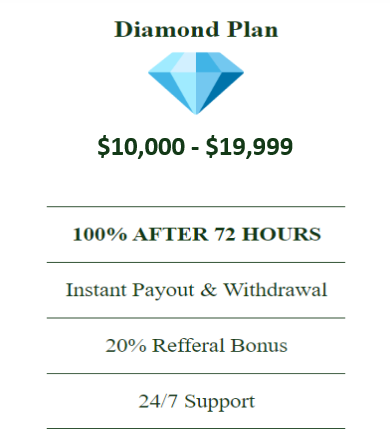 Diamond Plan
$10,000 - $19,999
100% AFTER 72 HOURS
Instant Payout & Withdrawal
20% Refferal Bonus
24/7 Support